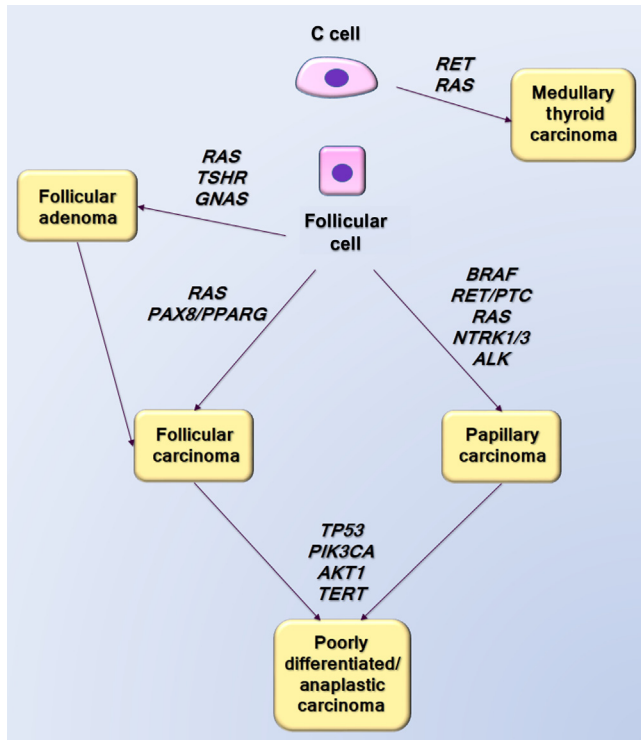 C cell
RET
RAS
Medullary
thyroid
carcinoma
RAS
TSHR
GNAS
Follicular
adenoma
Follicular
cell
RAS
PAX8/PPARG
BRAF
RET/PTC
RAS
NTRK1/3
ALK
Follicular
carcinoma
Papillary
carcinoma
TP53
PIK3CA
AKT1
TERT
Poorly
differentiated/
anaplastic
carcinoma